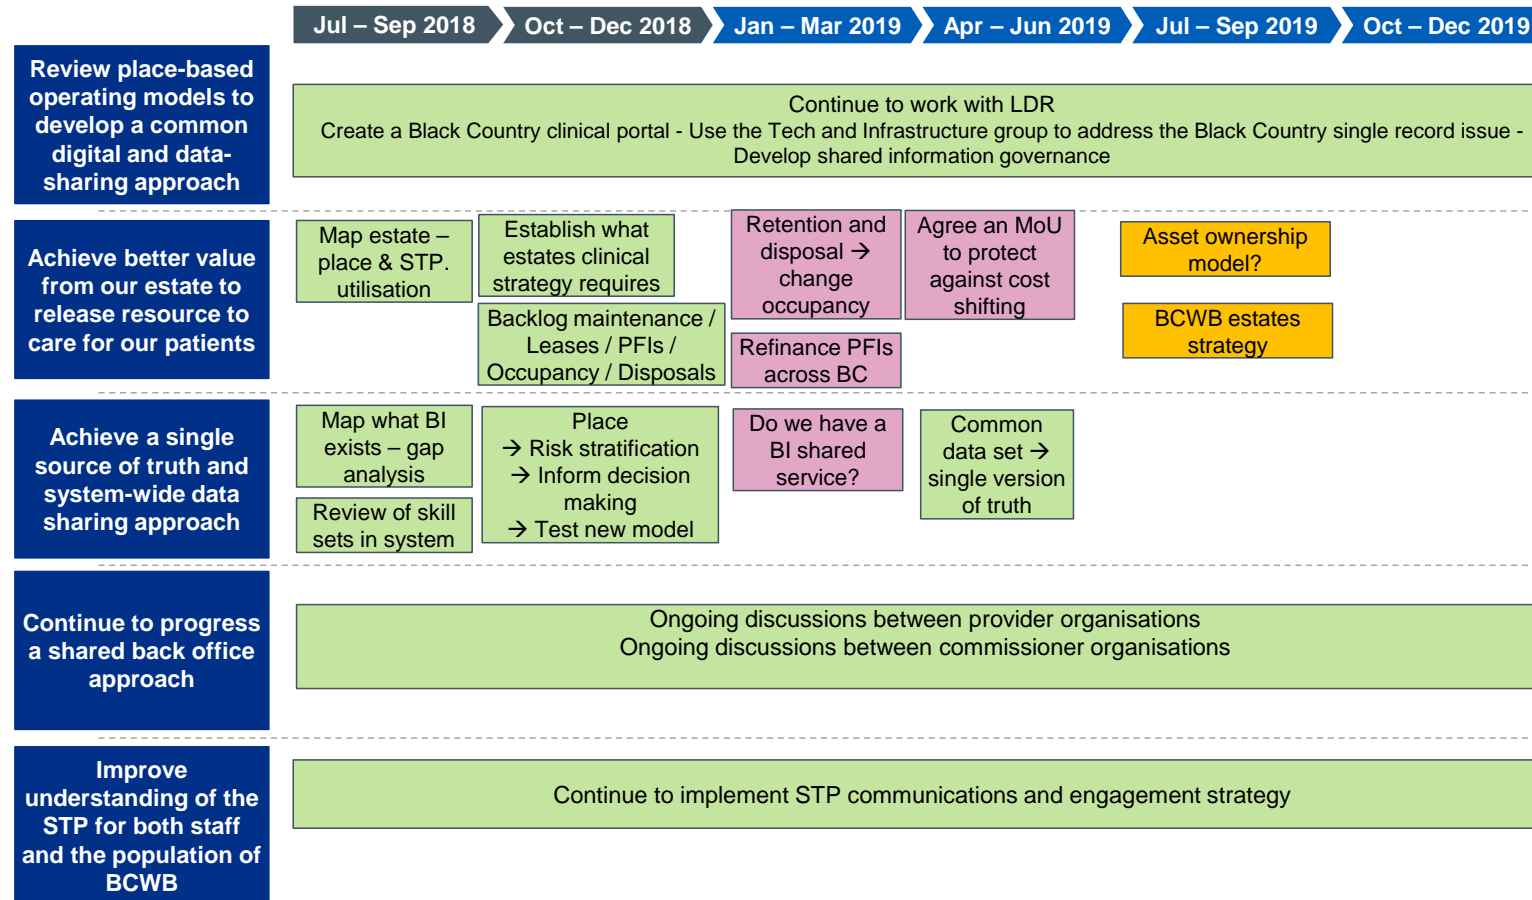 Jul – Sep 2018
Oct – Dec 2018
Jan – Mar 2019
Apr – Jun 2019
Jul – Sep 2019
Oct – Dec 2019
Review place-based
operating models to
develop a common
digital and data-
sharing approach
Continue to work with LDR
Create a Black Country clinical portal - Use the Tech and Infrastructure group to address the Black Country single record issue -
Develop shared information governance
Achieve better value
from our estate to
release resource to
care for our patients
Map estate –
place & STP.
utilisation
Establish what
estates clinical
strategy requires
Backlog maintenance /
Leases / PFIs /
Occupancy / Disposals
Retention and
disposal →
change
occupancy
Refinance PFIs
across BC
Agree an MoU
to protect
against cost
shifting
Asset ownership
model?
BCWB estates
strategy
Achieve a single
source of truth and
system-wide data
sharing approach
Map what BI
exists – gap
analysis
Review of skill
sets in system
Place
→ Risk stratification
→ Inform decision
making
→ Test new model
Do we have a
BI shared
service?
Common
data set →
single version
of truth
Continue to progress
a shared back office
approach
Ongoing discussions between provider organisations
Ongoing discussions between commissioner organisations
Improve
understanding of the
STP for both staff
and the population of
BCWB
Continue to implement STP communications and engagement strategy